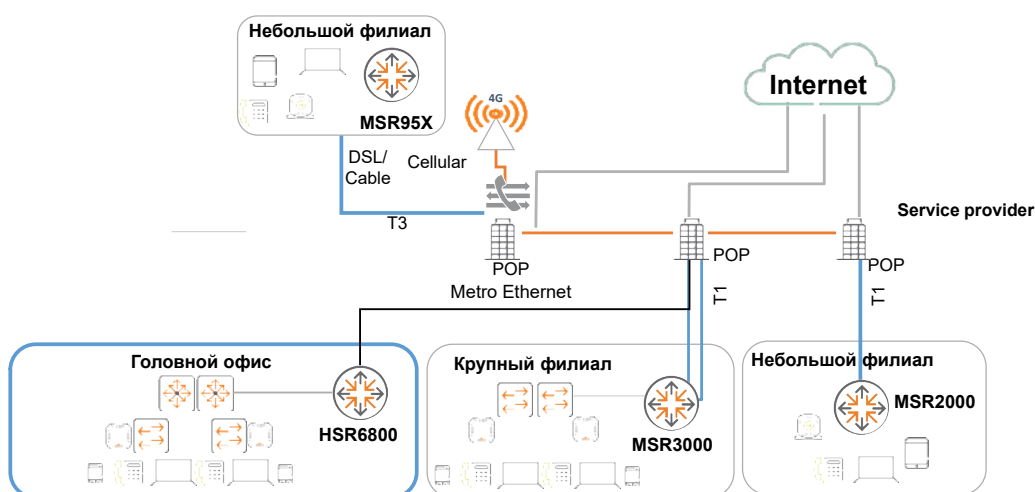 Небольшой филиал
MSR95X
4G
Internet
DSL/
Cable
Cellular
T3
Service provider
POP
POP
POP
Metro Ethernet
T1
T1
Головной офис
HSR6800
Крупный филиал
MSR3000
Небольшой филиал
MSR2000